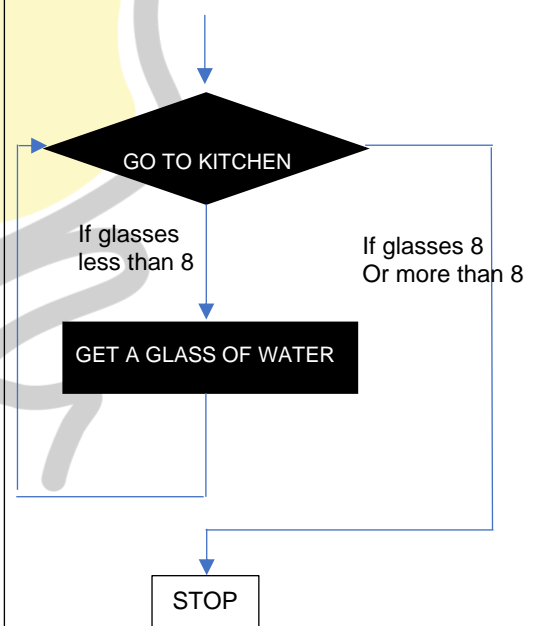 GO TO KITCHEN
If glasses
less than 8
If glasses 8
Or more than 8
GET A GLASS OF WATER
STOP